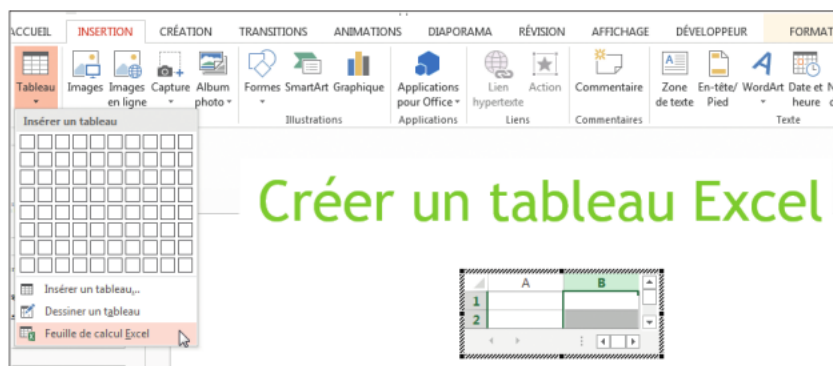 ACCUEIL INSERTION CRÉATION TRANSITIONS ANIMATIONS DIAPORAMA RÉVISION AFFICHAGE DÉVELOPPEUR FORMAT
Tableau Images Images en ligne Capture Album photo Formes SmartArt Graphique Applications pour Office Lien hypertexte Action Commentaire Zone de texte En-tête/ Pied WordArt Date et heure
Illustrations Applications Liens Commentaires Texte
Insérer un tableau
Insérer un tableau...
Dessiner un tableau
Feuille de calcul Excel
Créer un tableau Excel
A B
1
2